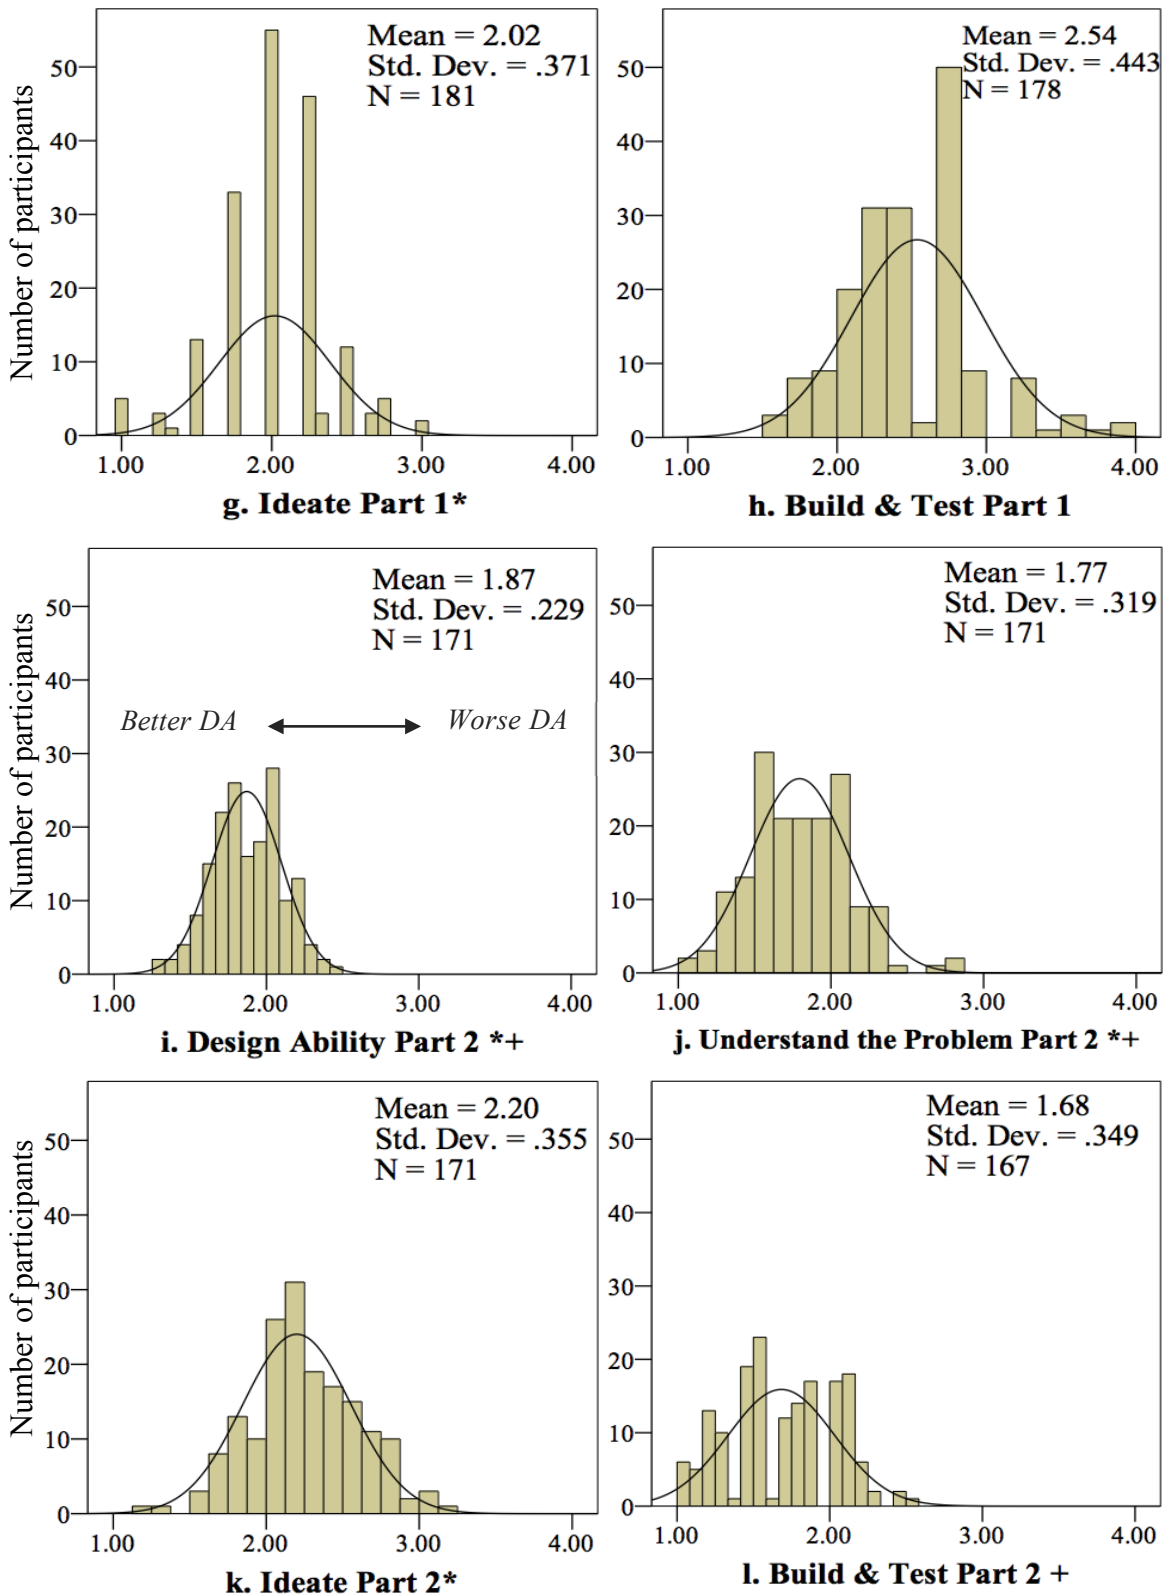 Mean = 2.02
Std. Dev. = .371
N = 181
Number of participants
50
40
30
20
10
0
1.00 2.00 3.00 4.00
g. Ideate Part 1*
Mean = 2.54
Std. Dev. = .443
N = 178
50
40
30
20
10
0
1.00 2.00 3.00 4.00
h. Build & Test Part 1
Mean = 1.87
Std. Dev. = .229
N = 171
Better DA Worse DA
Number of participants
50
40
30
20
10
0
1.00 2.00 3.00 4.00
i. Design Ability Part 2 *+
Mean = 1.77
Std. Dev. = .319
N = 171
50
40
30
20
10
0
1.00 2.00 3.00 4.00
j. Understand the Problem Part 2 *+
Mean = 2.20
Std. Dev. = .355
N = 171
Number of participants
50
40
30
20
10
0
1.00 2.00 3.00 4.00
k. Ideate Part 2*
Mean = 1.68
Std. Dev. = .349
N = 167
50
40
30
20
10
0
1.00 2.00 3.00 4.00
l. Build & Test Part 2 +